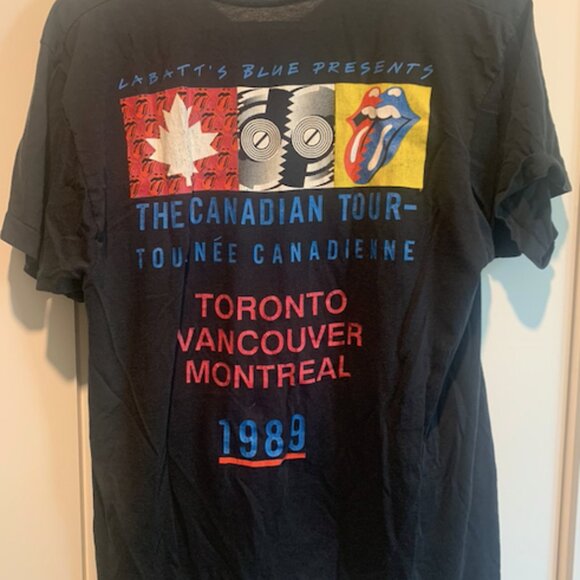 LABATT'S BLUE PRESENTS
THE CANADIAN TOUR-
TOURNÉE CANADIENNE
TORONTO
VANCOUVER
MONTREAL
1989